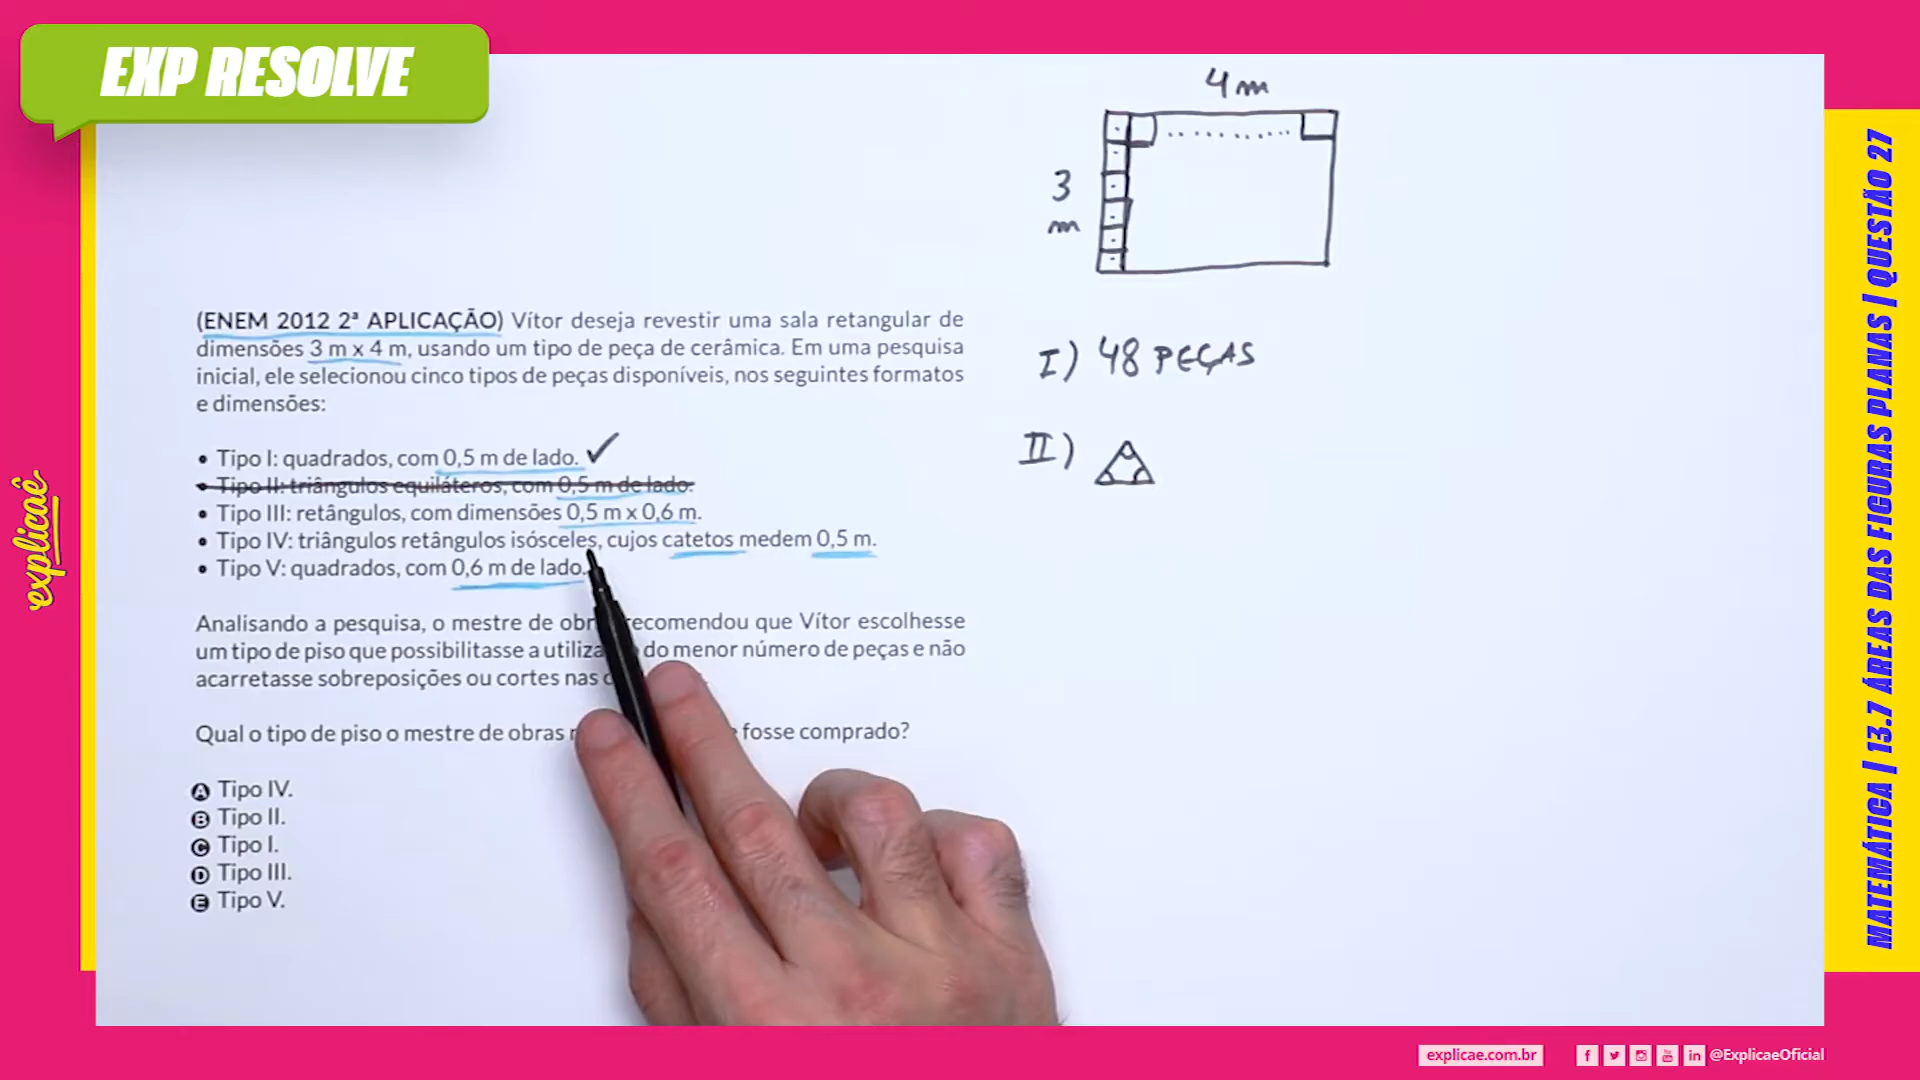 EXP RESOLVE
4m
3
m
(ENEM 2012 2ª APLICAÇÃO) Vítor deseja revestir uma sala retangular de
dimensões 3 m x 4 m, usando um tipo de peça de cerâmica. Em uma pesquisa
inicial, ele selecionou cinco tipos de peças disponíveis, nos seguintes formatos
e dimensões:
• Tipo I: quadrados, com 0,5 m de lado.
• Tipo II: triângulos equiláteros, com 0,5 m de lado.
• Tipo III: retângulos, com dimensões 0,5 m x 0,6 m.
• Tipo IV: triângulos retângulos isósceles, cujos catetos medem 0,5 m.
• Tipo V: quadrados, com 0,6 m de lado.
Analisando a pesquisa, o mestre de recomendou que Vítor escolhesse
um tipo de piso que possibilitasse a do menor número de peças e não
acarretasse sobreposições ou cortes nas
Qual o tipo de piso o mestre de obras fosse comprado?
A Tipo IV.
B Tipo II.
C Tipo I.
D Tipo III.
E Tipo V.
I) 48 PEÇAS
II)
explicaê
MATEMÁTICA | 13.7 ÁREAS DAS FIGURAS PLANAS | QUESTÃO 27
explicae.com.br
@ExplicaeOficial